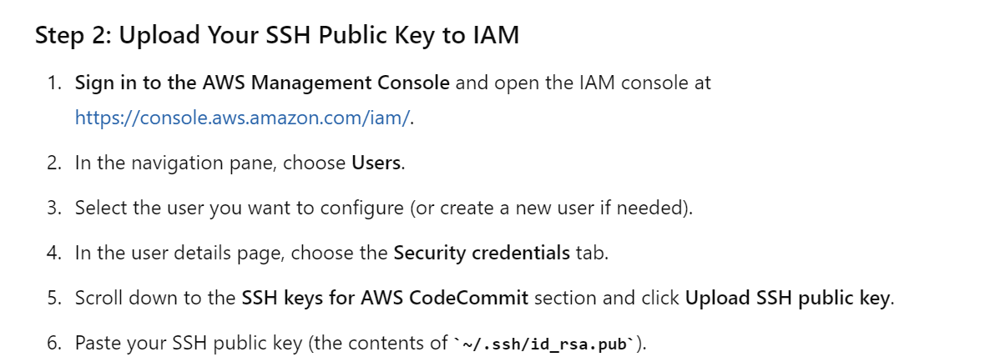 Step 2: Upload Your SSH Public Key to IAM
1. Sign in to the AWS Management Console and open the IAM console at
https://console.aws.amazon.com/iam/.
2. In the navigation pane, choose Users.
3. Select the user you want to configure (or create a new user if needed).
4. In the user details page, choose the Security credentials tab.
5. Scroll down to the SSH keys for AWS CodeCommit section and click Upload SSH public key.
6. Paste your SSH public key (the contents of `~/.ssh/id_rsa.pub`).